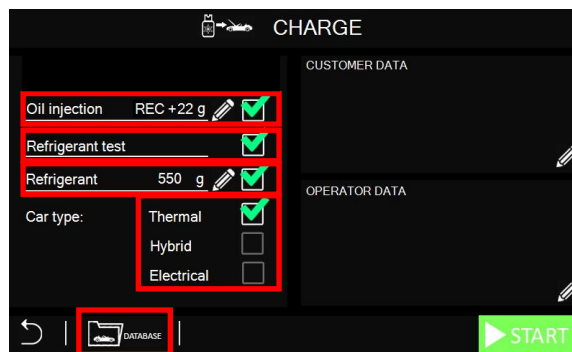 CHARGE
CUSTOMER DATA
Oil injection REC +22 g
Refrigerant test
Refrigerant 550 g
OPERATOR DATA
Car type: Thermal
Hybrid
Electrical
DATABASE
START